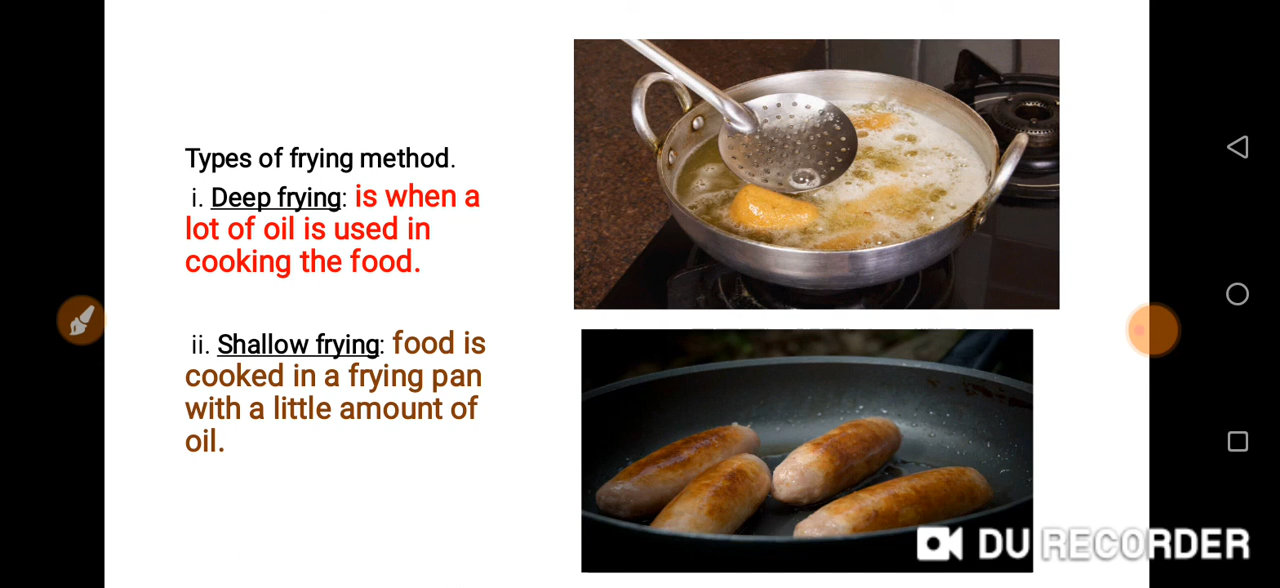 Types of frying method.
i. Deep frying: is when a
lot of oil is used in
cooking the food.
ii. Shallow frying: food is
cooked in a frying pan
with a little amount of
oil.
DU RECORDER